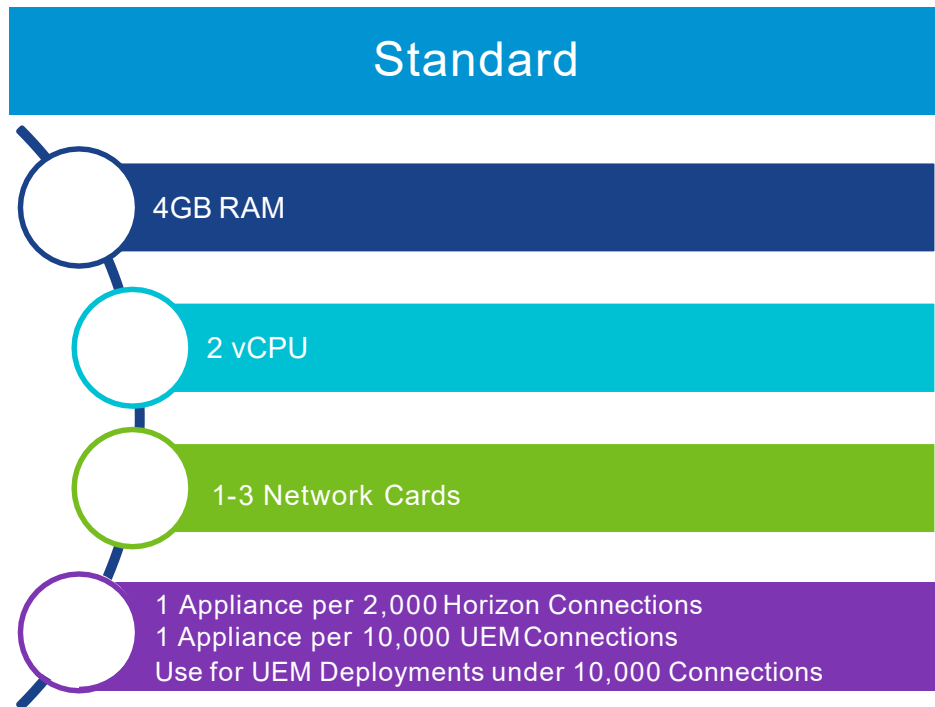 Standard
4GB RAM
2 vCPU
1-3 Network Cards
1 Appliance per 2,000 Horizon Connections
1 Appliance per 10,000 UEM Connections
Use for UEM Deployments under 10,000 Connections